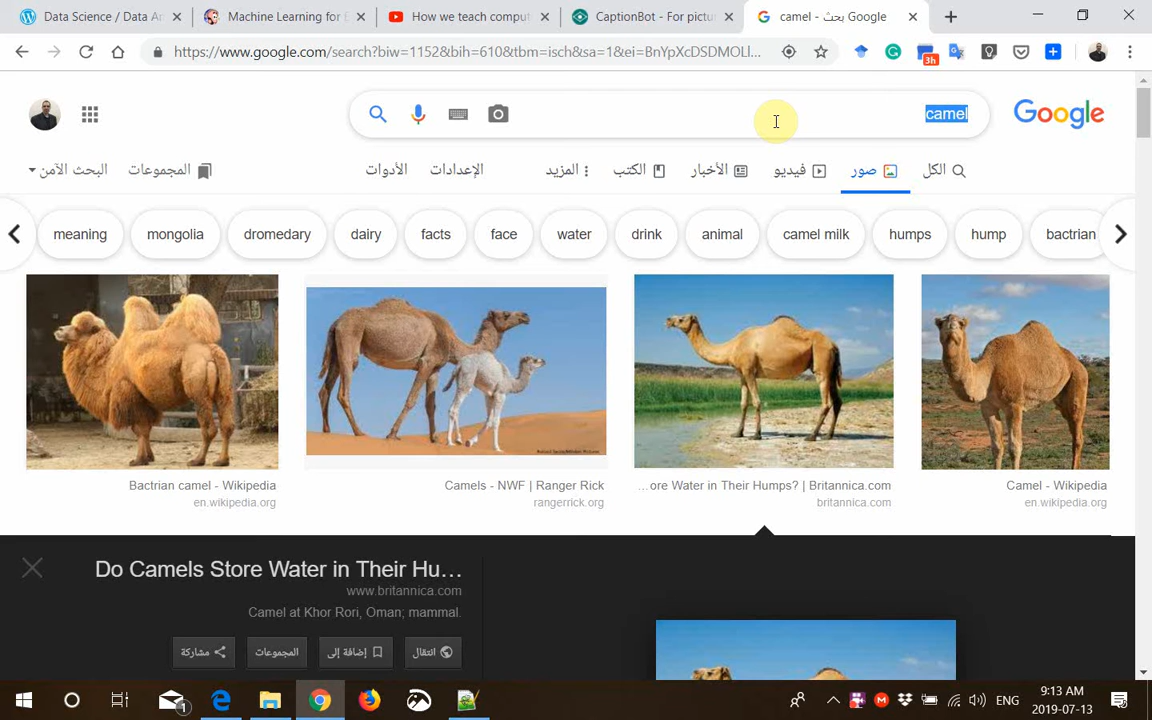 Data Science / Data Ar
Machine Learning for E
How we teach comput
CaptionBot - For pictur
camel - بحث Google
https://www.google.com/search?biw=1152&bih=610&tbm=isch&sa=1&ei=BnYpXcDSDMOLl...
3h
camel
Google
الكل
صور
فيديو
الأخبار
الكتب
المزيد
الإعدادات
الأدوات
المجموعات
البحث الآمن
meaning
mongolia
dromedary
dairy
facts
face
water
drink
animal
camel milk
humps
hump
bactrian
Bactrian camel - Wikipedia
en.wikipedia.org
Camels - NWF | Ranger Rick
rangerrick.org
...ore Water in Their Humps? | Britannica.com
britannica.com
Camel - Wikipedia
en.wikipedia.org
Do Camels Store Water in Their Hu...
www.britannica.com
Camel at Khor Rori, Oman; mammal.
انتقال
إضافة إلى
المجموعات
مشاركة
1
ENG
9:13 AM
2019-07-13